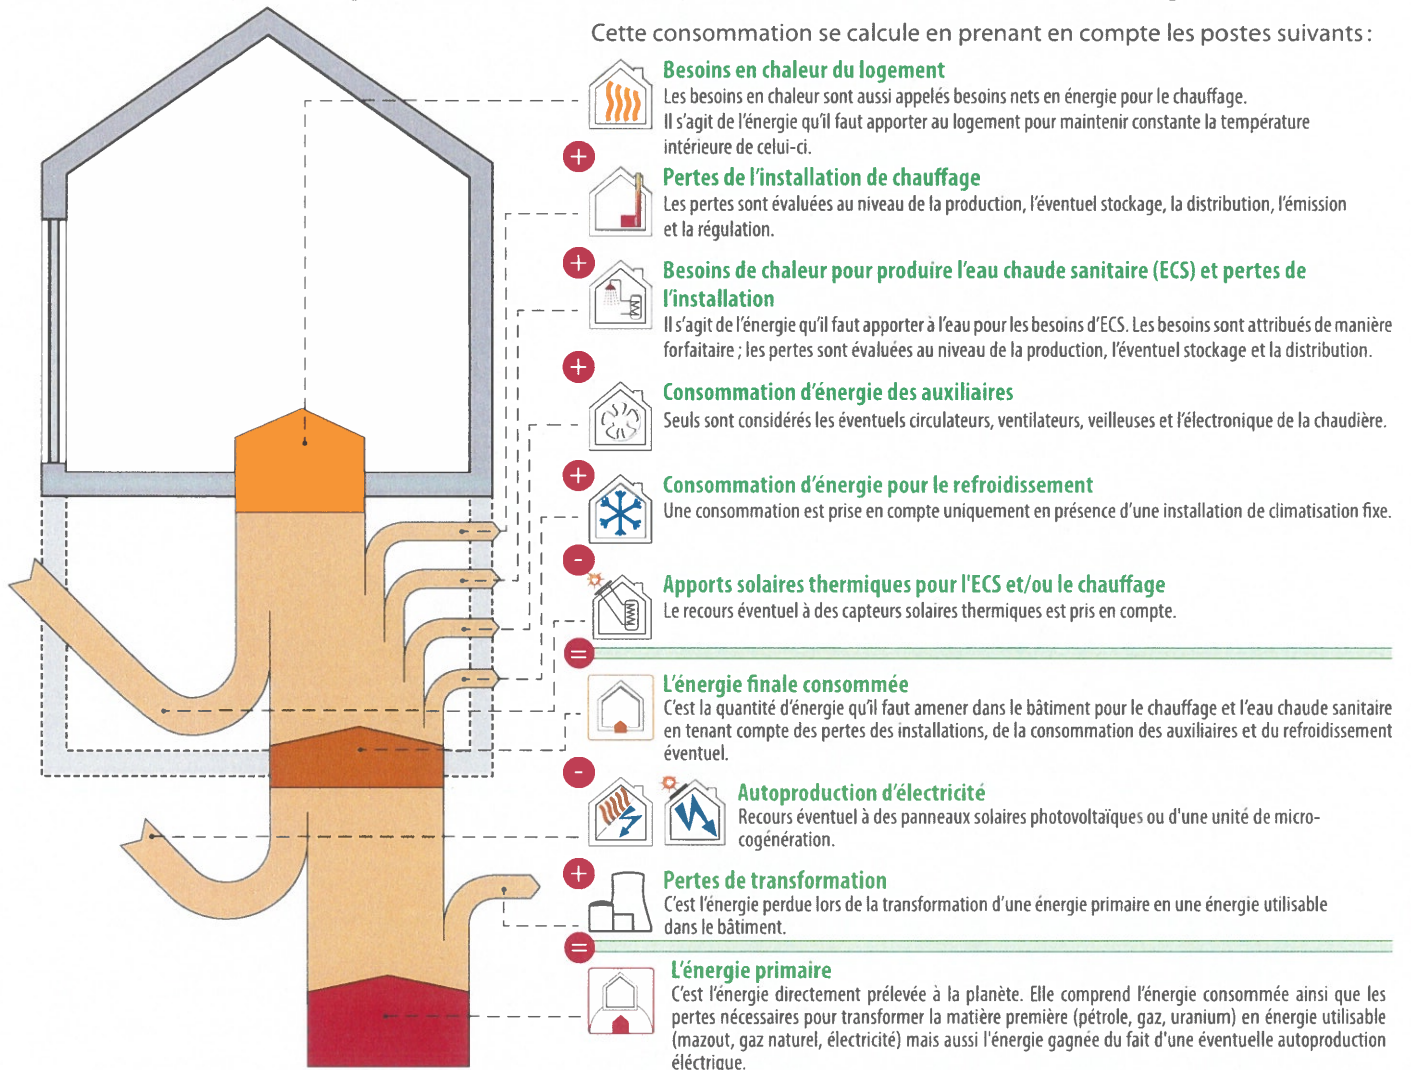 Cette consommation se calcule en prenant en compte les postes suivants :
Besoins en chaleur du logement
Les besoins en chaleur sont aussi appelés besoins nets en énergie pour le chauffage.
Il s'agit de l'énergie qu'il faut apporter au logement pour maintenir constante la température
intérieure de celui-ci.
+
Pertes de l'installation de chauffage
Les pertes sont évaluées au niveau de la production, l'éventuel stockage, la distribution, l'émission
et la régulation.
+
Besoins de chaleur pour produire l'eau chaude sanitaire (ECS) et pertes de
l'installation
Il s'agit de l'énergie qu'il faut apporter à l'eau pour les besoins d'ECS. Les besoins sont attribués de manière
forfaitaire ; les pertes sont évaluées au niveau de la production, l'éventuel stockage et la distribution.
+
Consommation d'énergie des auxiliaires
Seuls sont considérés les éventuels circulateurs, ventilateurs, veilleuses et l'électronique de la chaudière.
+
Consommation d'énergie pour le refroidissement
Une consommation est prise en compte uniquement en présence d'une installation de climatisation fixe.
-
Apports solaires thermiques pour l'ECS et/ou le chauffage
Le recours éventuel à des capteurs solaires thermiques est pris en compte.
=
L'énergie finale consommée
C'est la quantité d'énergie qu'il faut amener dans le bâtiment pour le chauffage et l'eau chaude sanitaire
en tenant compte des pertes des installations, de la consommation des auxiliaires et du refroidissement
éventuel.
-
Autoproduction d'électricité
Recours éventuel à des panneaux solaires photovoltaïques ou d'une unité de micro-
cogénération.
+
Pertes de transformation
C'est l'énergie perdue lors de la transformation d'une énergie primaire en une énergie utilisable
dans le bâtiment.
=
L'énergie primaire
C'est l'énergie directement prélevée à la planète. Elle comprend l'énergie consommée ainsi que les
pertes nécessaires pour transformer la matière première (pétrole, gaz, uranium) en énergie utilisable
(mazout, gaz naturel, électricité) mais aussi l'énergie gagnée du fait d'une éventuelle autoproduction
éléctrique.